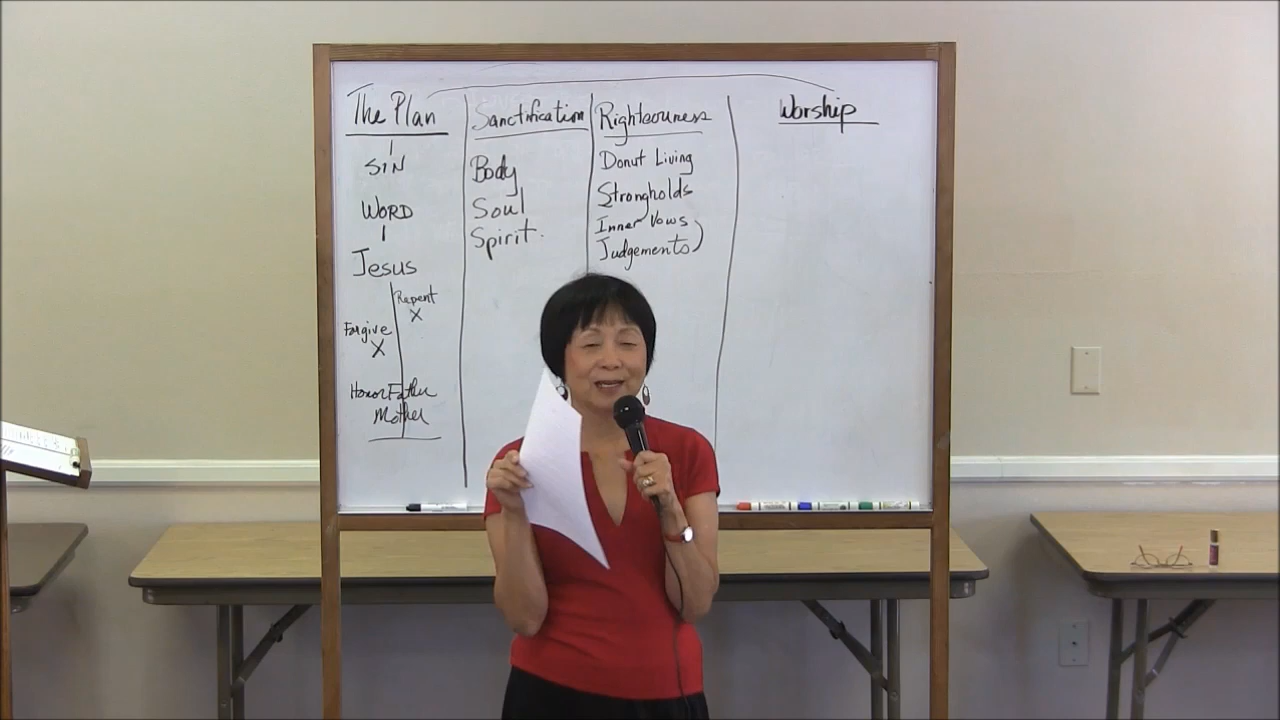 The Plan
SIN
WORD
Jesus
Repent
X
Forgive
X
Honor Father
Mother
Sanctification
Body
Soul
Spirit.
Righteousness
Donut Living
Strongholds
Inner Vows
Judgements)
Worship